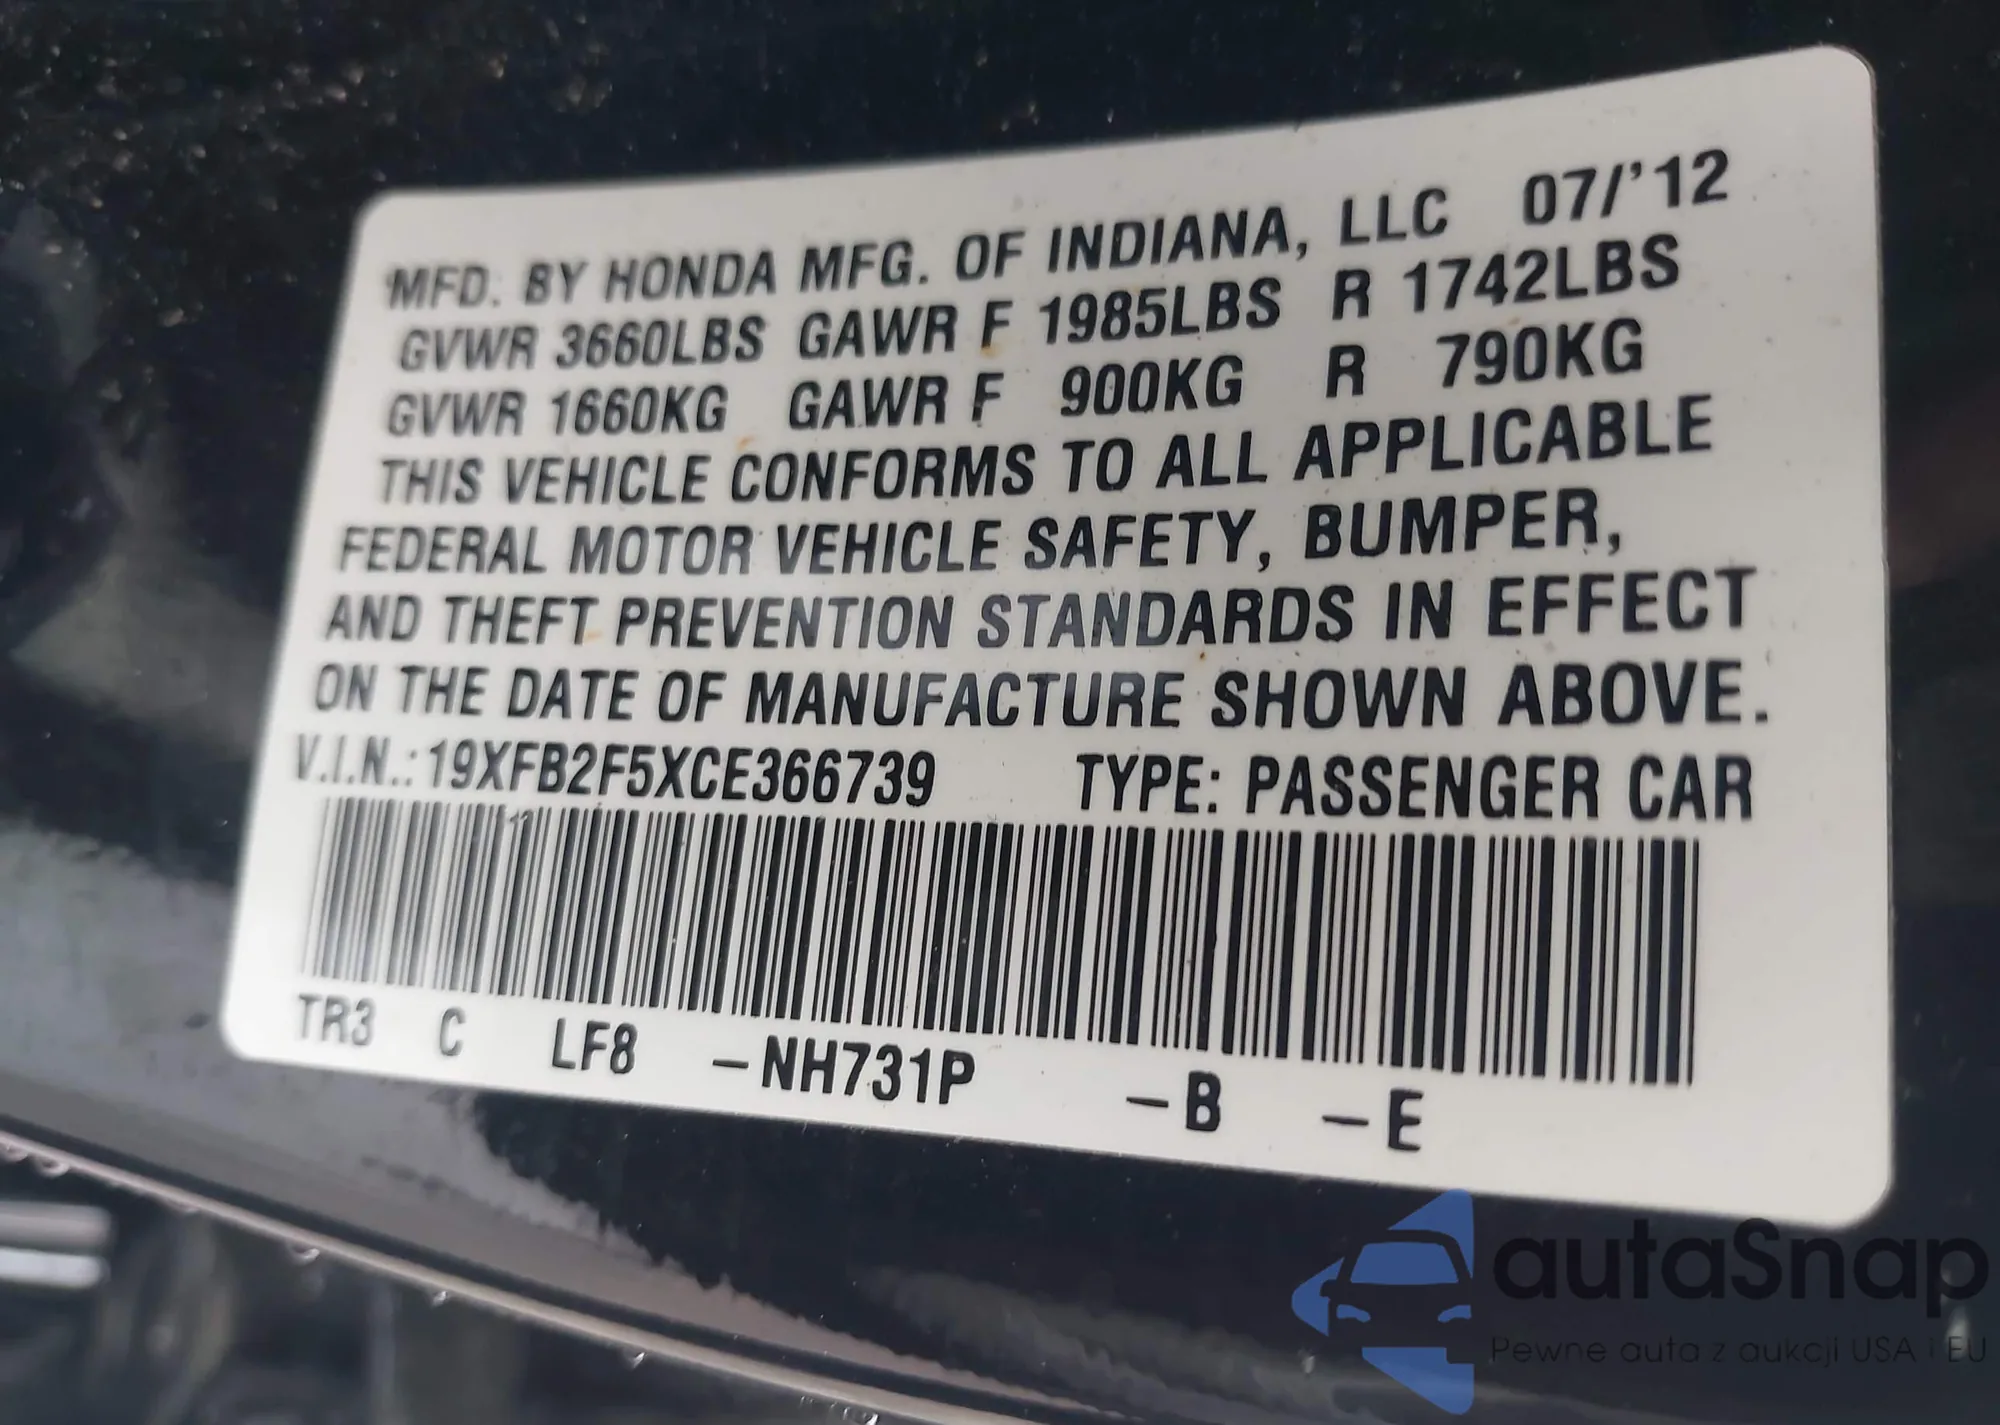 MFD. BY HONDA MFG. OF INDIANA, LLC 07/'12
GVWR 3660LBS GAWR F 1985LBS R 1742LBS
GVWR 1660KG GAWR F 900KG R 790KG
THIS VEHICLE CONFORMS TO ALL APPLICABLE
FEDERAL MOTOR VEHICLE SAFETY, BUMPER,
AND THEFT PREVENTION STANDARDS IN EFFECT
ON THE DATE OF MANUFACTURE SHOWN ABOVE.
V.I.N.: 19XFB2F5XCE366739 TYPE: PASSENGER CAR
TR3 C LF8 –NH731P –B –E
autaSnap
Pewne auta z aukcji USA i EU